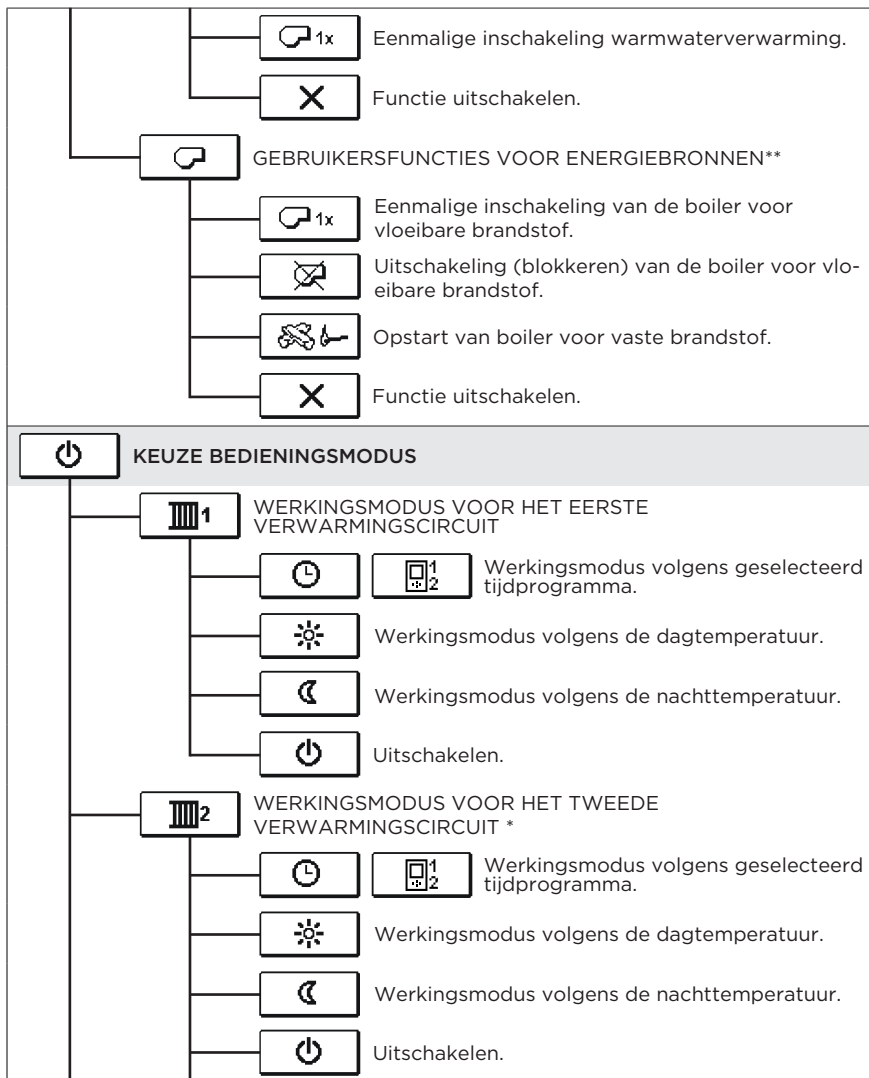 1x Eenmalige inschakeling warmwaterverwarming.
Functie uitschakelen.
GEBRUIKERSFUNCTIES VOOR ENERGIEBRONNEN**
1x Eenmalige inschakeling van de boiler voor
vloeibare brandstof.
Uitschakeling (blokkeren) van de boiler voor vlo-
eibare brandstof.
Opstart van boiler voor vaste brandstof.
Functie uitschakelen.
KEUZE BEDIENINGSMODUS
1 WERKINGSMODUS VOOR HET EERSTE
VERWARMINGSCIRCUIT
1 2 Werkingsmodus volgens geselecteerd
tijdprogramma.
Werkingsmodus volgens de dagtemperatuur.
Werkingsmodus volgens de nachttemperatuur.
Uitschakelen.
2 WERKINGSMODUS VOOR HET TWEEDE
VERWARMINGSCIRCUIT *
1 2 Werkingsmodus volgens geselecteerd
tijdprogramma.
Werkingsmodus volgens de dagtemperatuur.
Werkingsmodus volgens de nachttemperatuur.
Uitschakelen.